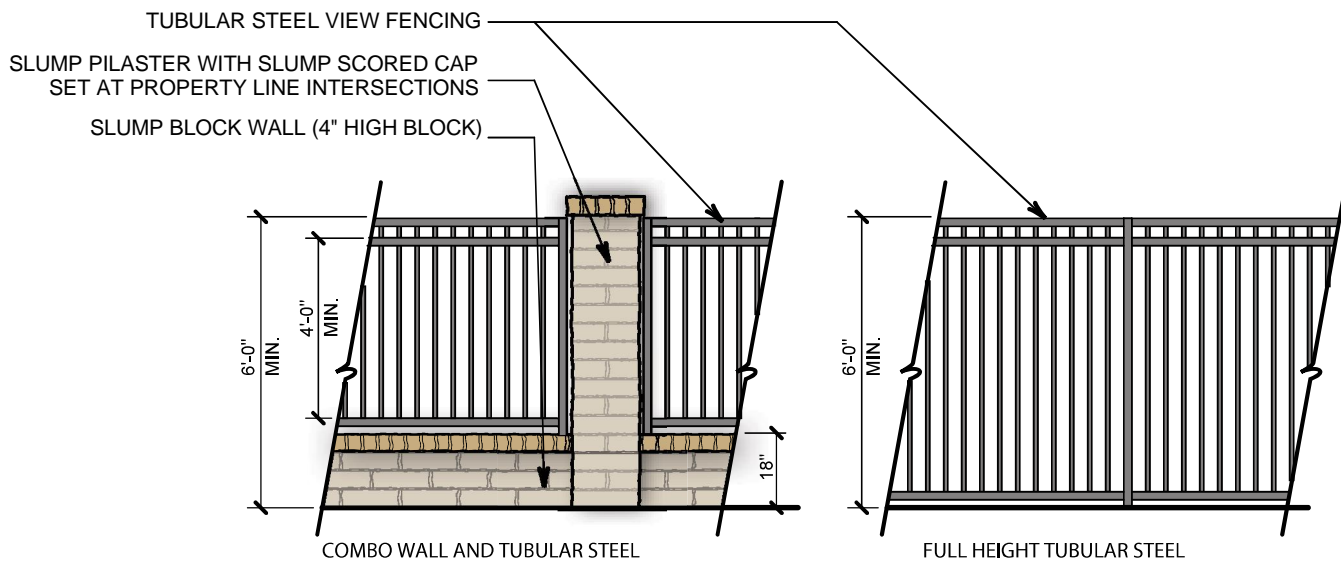 TUBULAR STEEL VIEW FENCING
SLUMP PILASTER WITH SLUMP SCORED CAP
SET AT PROPERTY LINE INTERSECTIONS
SLUMP BLOCK WALL (4" HIGH BLOCK)
6'-0"
MIN.
4'-0"
MIN.
18"
6'-0"
MIN.
COMBO WALL AND TUBULAR STEEL
FULL HEIGHT TUBULAR STEEL